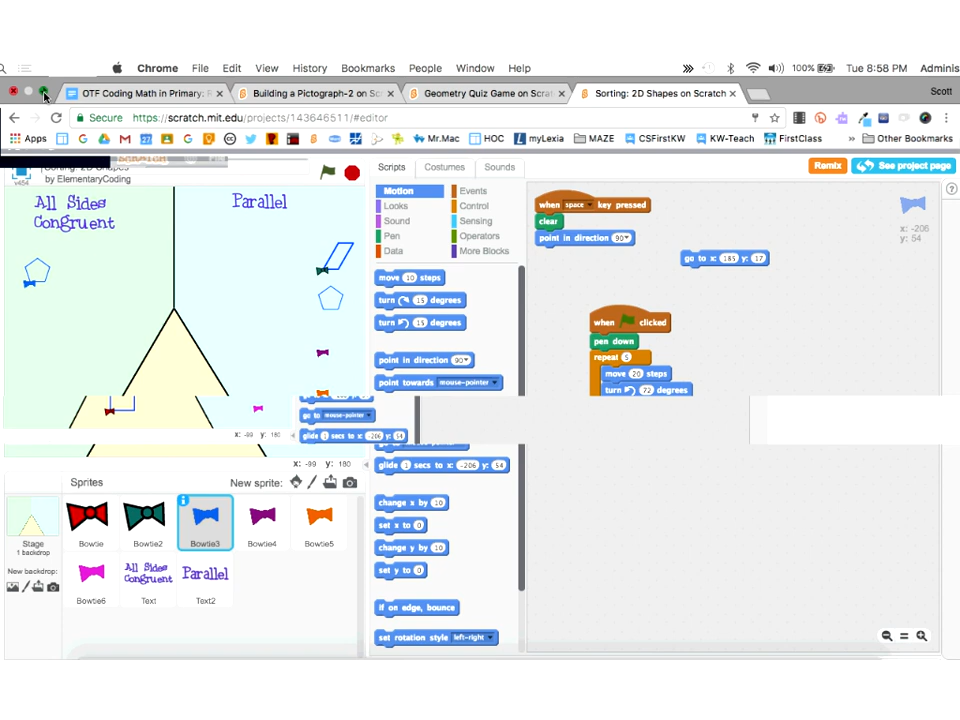 Chrome File Edit View History Bookmarks People Window Help 100% Tue 8:58 PM Adminis
OTF Coding Math in Primary: Building a Pictograph-2 on Sc Geometry Quiz Game on Scrat Sorting: 2D Shapes on Scratch Scott
Secure https://scratch.mit.edu/projects/143646511/#editor
Apps Mr.Mac HOC myLexia MAZE CSFirstKW KW-Teach FirstClass Other Bookmarks
by ElementaryCoding
Scripts Costumes Sounds Remix See project page
All Sides
Congruent
Parallel
Motion Events
Looks Control
Sound Sensing
Pen Operators
Data More Blocks
move 10 steps
turn 15 degrees
turn 15 degrees
point in direction 90
point towards mouse-pointer
go to mouse-pointer
glide 1 secs to x: -206 y: 54
glide 1 secs to x: -206 y: 54
change x by 10
set x to 0
change y by 10
set y to 0
if on edge, bounce
set rotation style left-right
when space key pressed
clear
point in direction 90
go to x: 185 y: 17
when clicked
pen down
repeat 5
move 20 steps
turn 72 degrees
x: -206
y: 54
x: -99 y: 180
x: -99 y: 180
Sprites New sprite:
Stage
1 backdrop
New backdrop:
Bowtie Bowtie2 Bowtie3 Bowtie4 Bowtie5
All Sides
Congruent
Parallel
Bowtie6 Text Text2